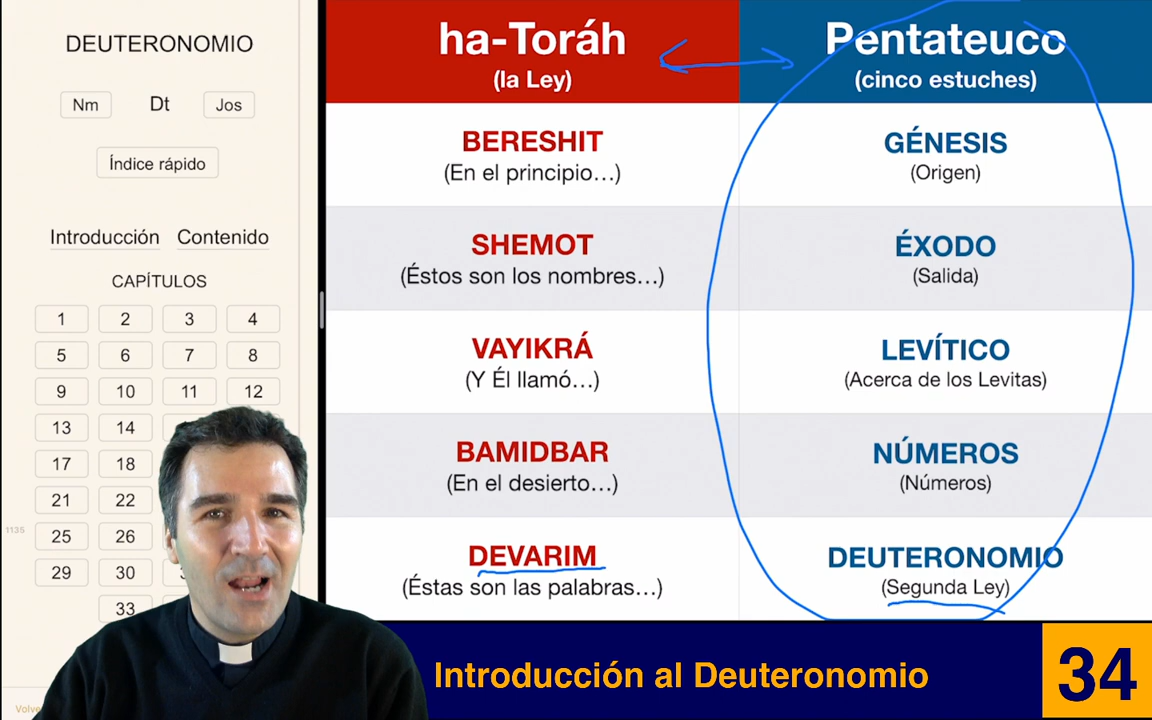 DEUTERONOMIO
Nm Dt Jos
Índice rápido
Introducción Contenido
CAPÍTULOS
1 2 3 4
5 6 7 8
9 10 11 12
13 14
17 18
21 22
1135
25 26
29 30
33
ha-Toráh
(la Ley)
Pentateuco
(cinco estuches)
BERESHIT
(En el principio…)
GÉNESIS
(Origen)
SHEMOT
(Éstos son los nombres…)
ÉXODO
(Salida)
VAYIKRÁ
(Y Él llamó…)
LEVÍTICO
(Acerca de los Levitas)
BAMIDBAR
(En el desierto…)
NÚMEROS
(Números)
DEVARIM
(Éstas son las palabras…)
DEUTERONOMIO
(Segunda Ley)
Introducción al Deuteronomio
34